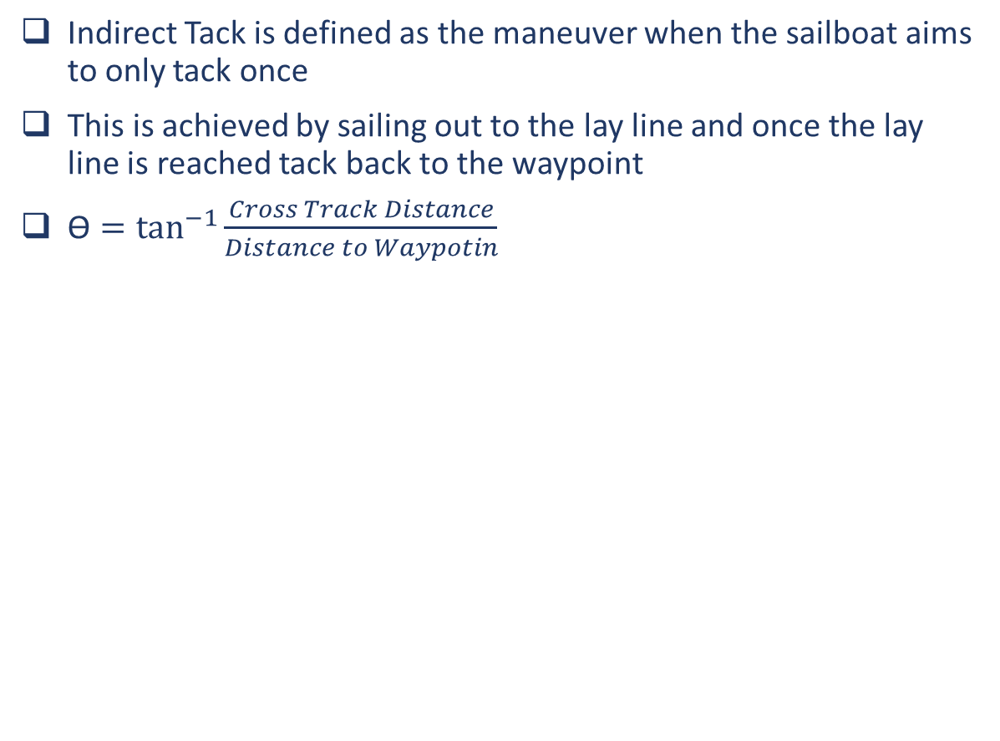 ❑ Indirect Tack is defined as the maneuver when the sailboat aims
to only tack once
❑ This is achieved by sailing out to the lay line and once the lay
line is reached tack back to the waypoint
❑ ϴ = tan⁻¹ Cross Track Distance
Distance to Waypotin